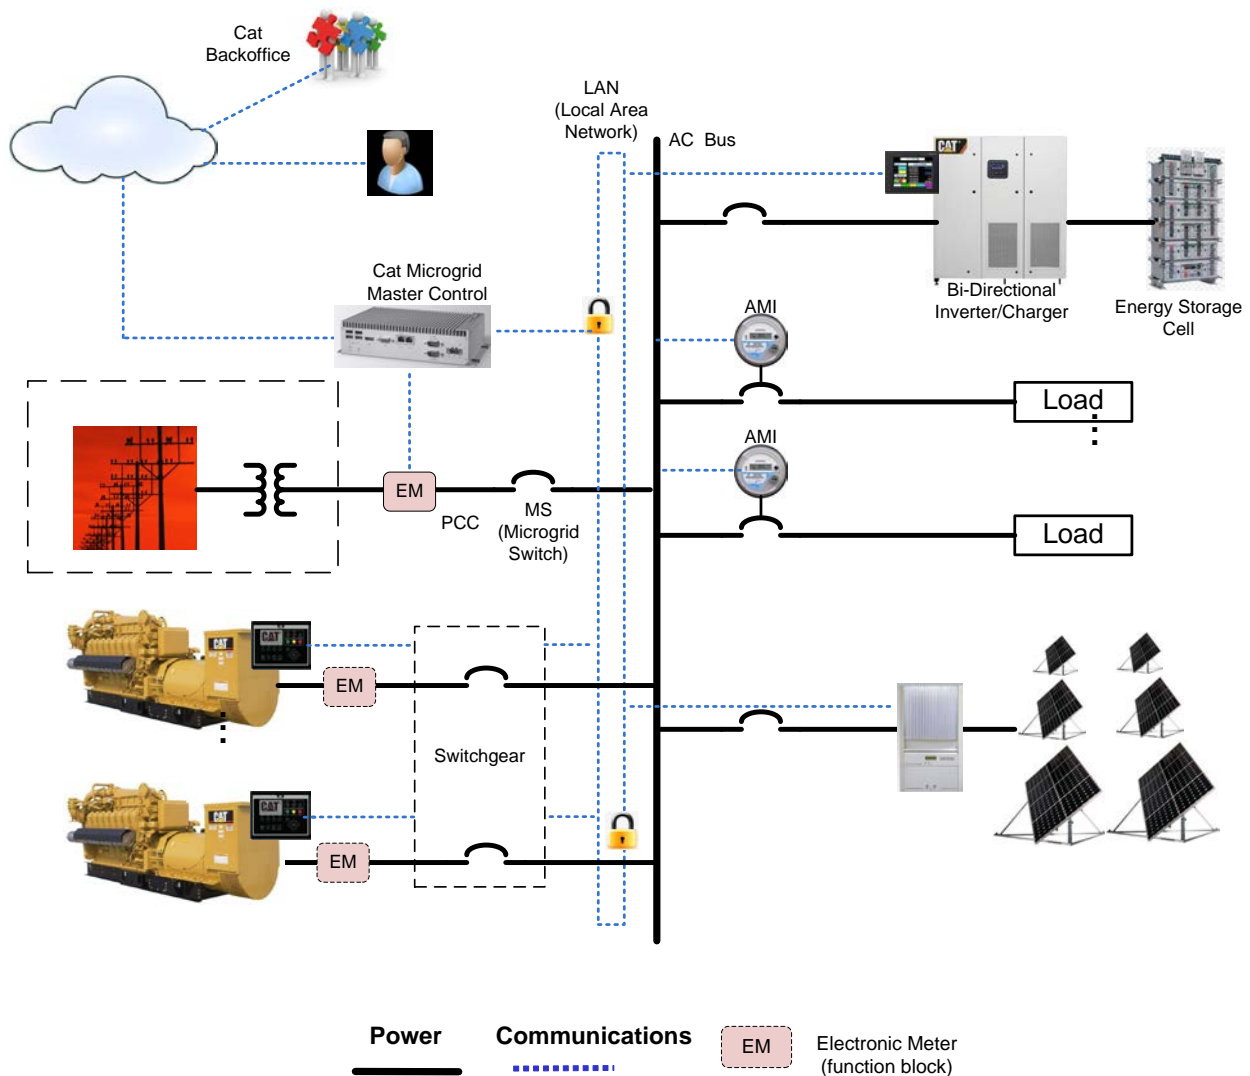 Cat
Backoffice
LAN
(Local Area
Network)
AC Bus
CAT
Cat Microgrid
Master Control
Bi-Directional
Inverter/Charger
Energy Storage
Cell
AMI
Load
AMI
EM
PCC
MS
(Microgrid
Switch)
Load
CAT
CAT
EM
Switchgear
CAT
CAT
EM
Power
Communications
EM
Electronic Meter
(function block)